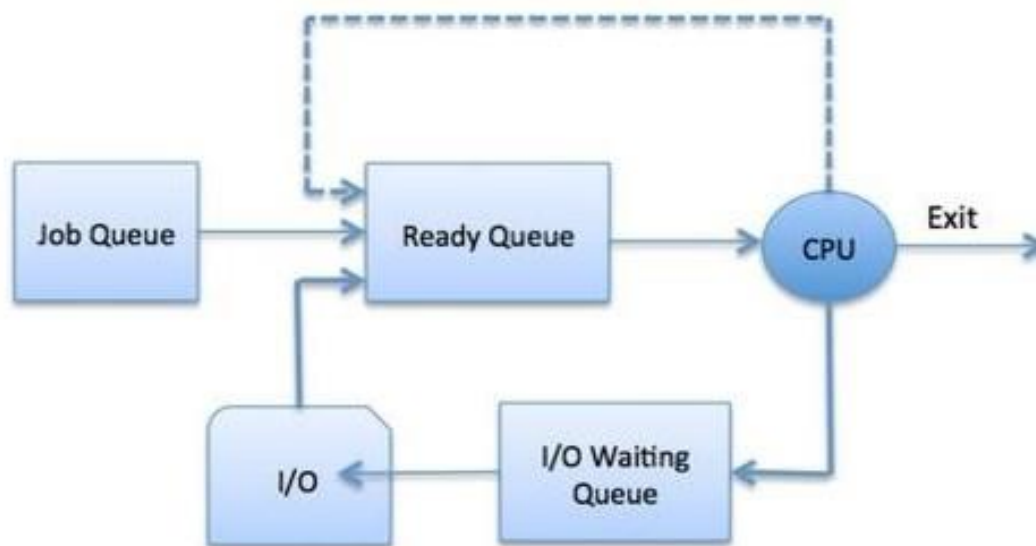 Job Queue
Ready Queue
CPU
Exit
I/O
I/O Waiting
Queue